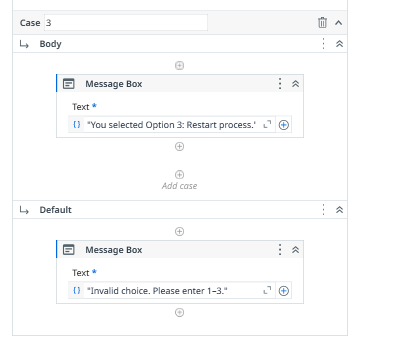 Case 3
Body
Message Box
Text *
"You selected Option 3: Restart process."
Add case
Default
Message Box
Text *
"Invalid choice. Please enter 1–3."